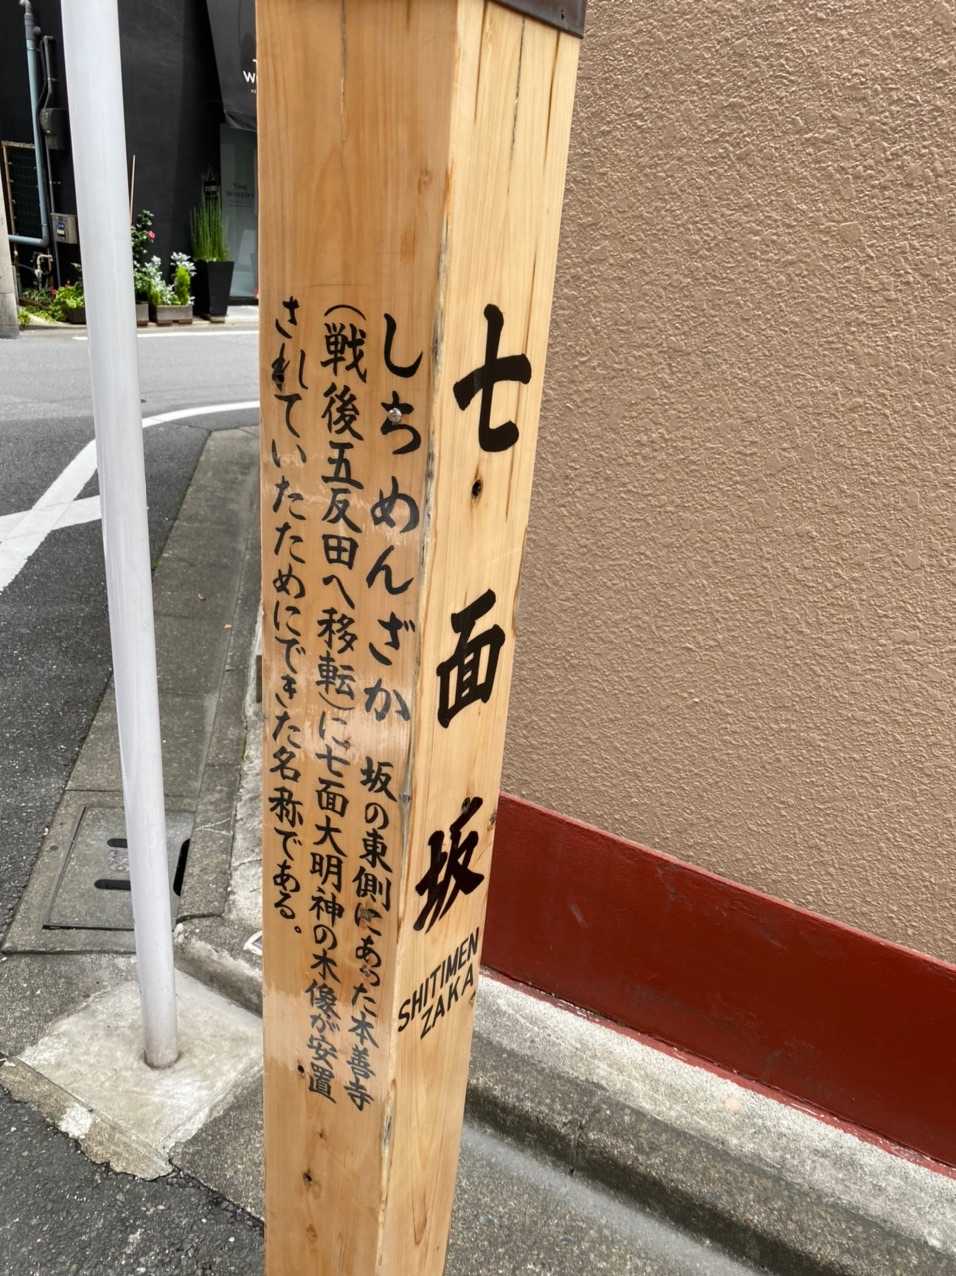 七面坂
SHITIMEN
ZAKA
しちめんざか 坂の東側にあった本善寺
(戦後五反田へ移転)に七面大明神の木像が安置
されていたためにできた名称である。